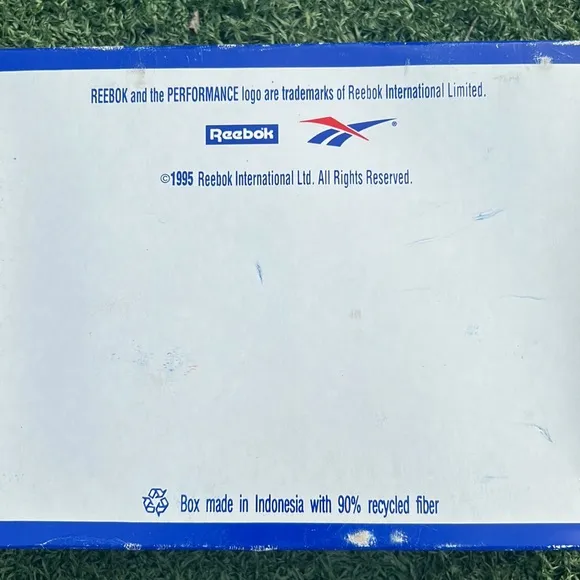 REEBOK and the PERFORMANCE logo are trademarks of Reebok International Limited.
Reebok ®
©1995 Reebok International Ltd. All Rights Reserved.
Box made in Indonesia with 90% recycled fiber